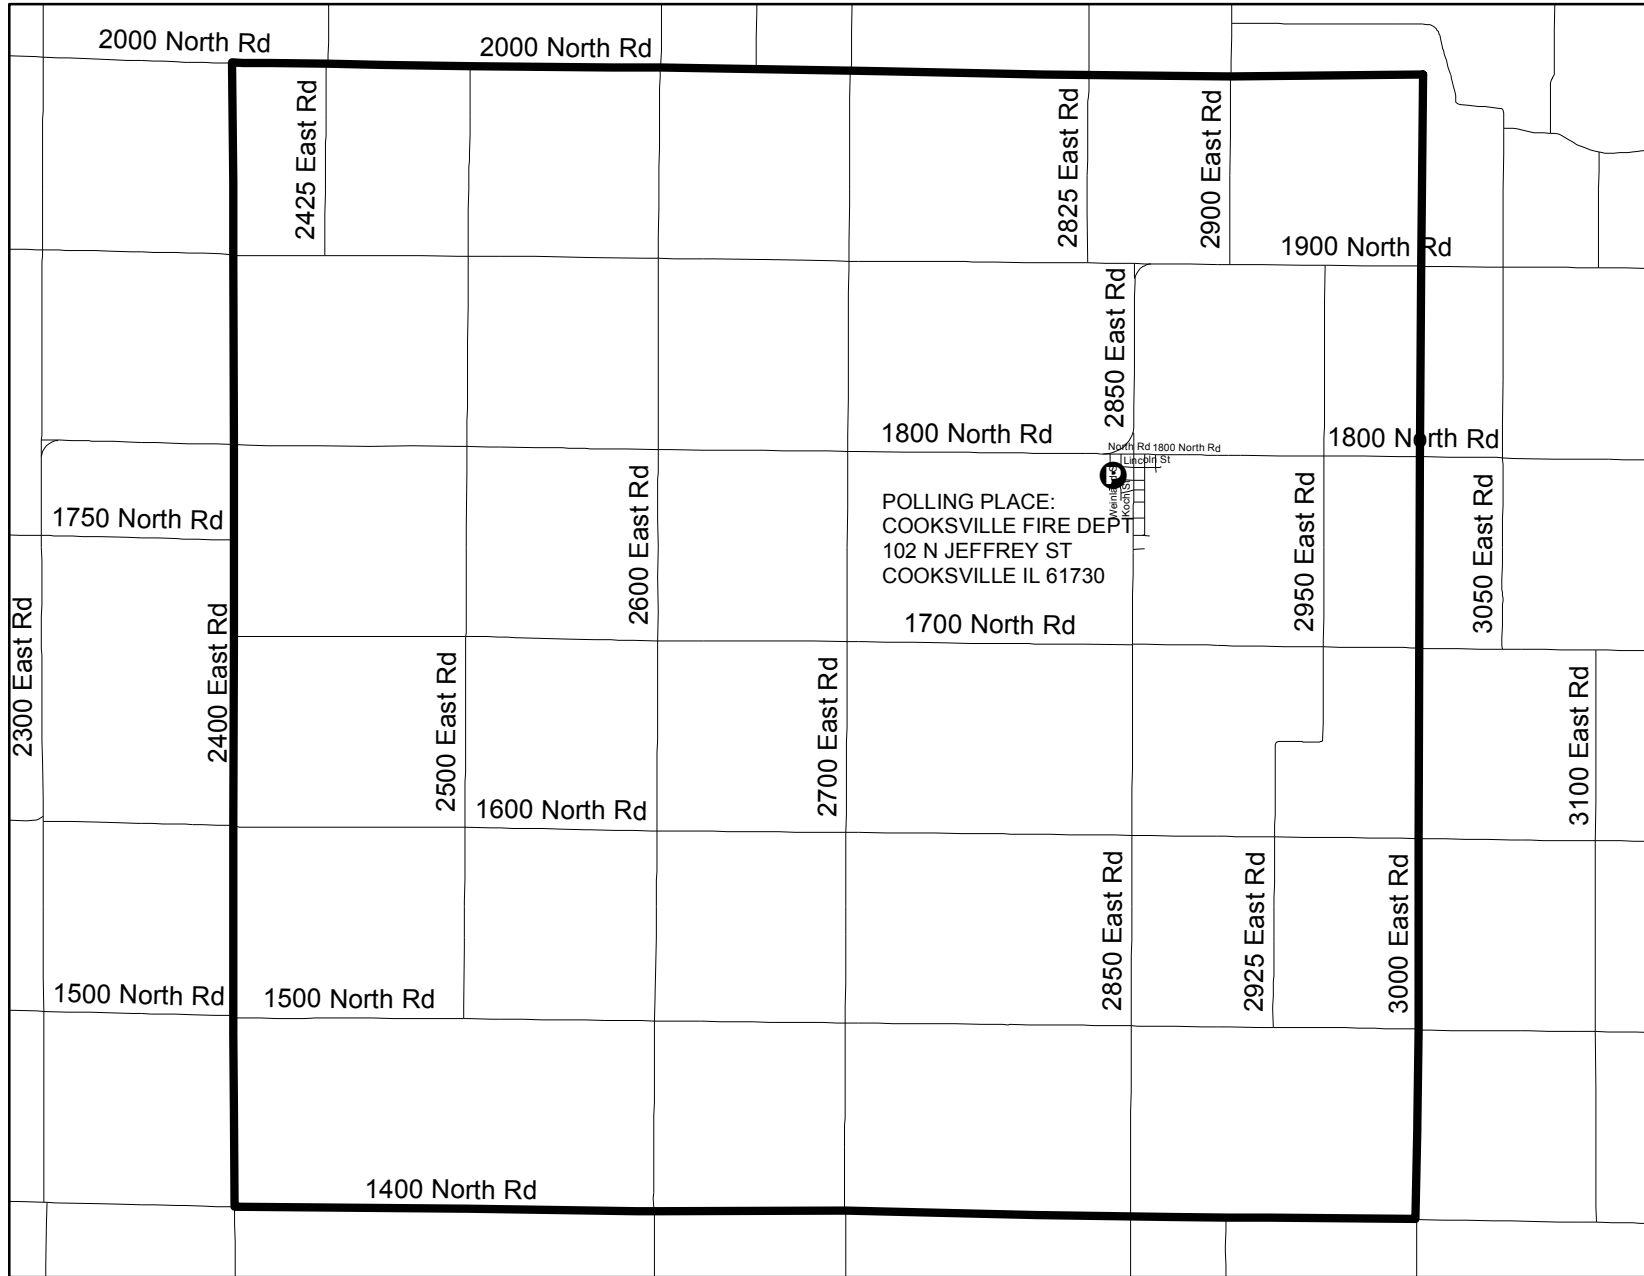 2000 North Rd
2000 North Rd
2425 East Rd
2825 East Rd
2900 East Rd
1900 North Rd
2850 East Rd
1800 North Rd
North Rd 1800 North Rd
1800 North Rd
Lincoln St
Koch St
2600 East Rd
2950 East Rd
3050 East Rd
1750 North Rd
POLLING PLACE:
COOKSVILLE FIRE DEPT
102 N JEFFREY ST
COOKSVILLE IL 61730
1700 North Rd
2300 East Rd
2400 East Rd
2500 East Rd
2700 East Rd
3100 East Rd
1600 North Rd
2850 East Rd
2925 East Rd
3000 East Rd
1500 North Rd
1500 North Rd
1400 North Rd